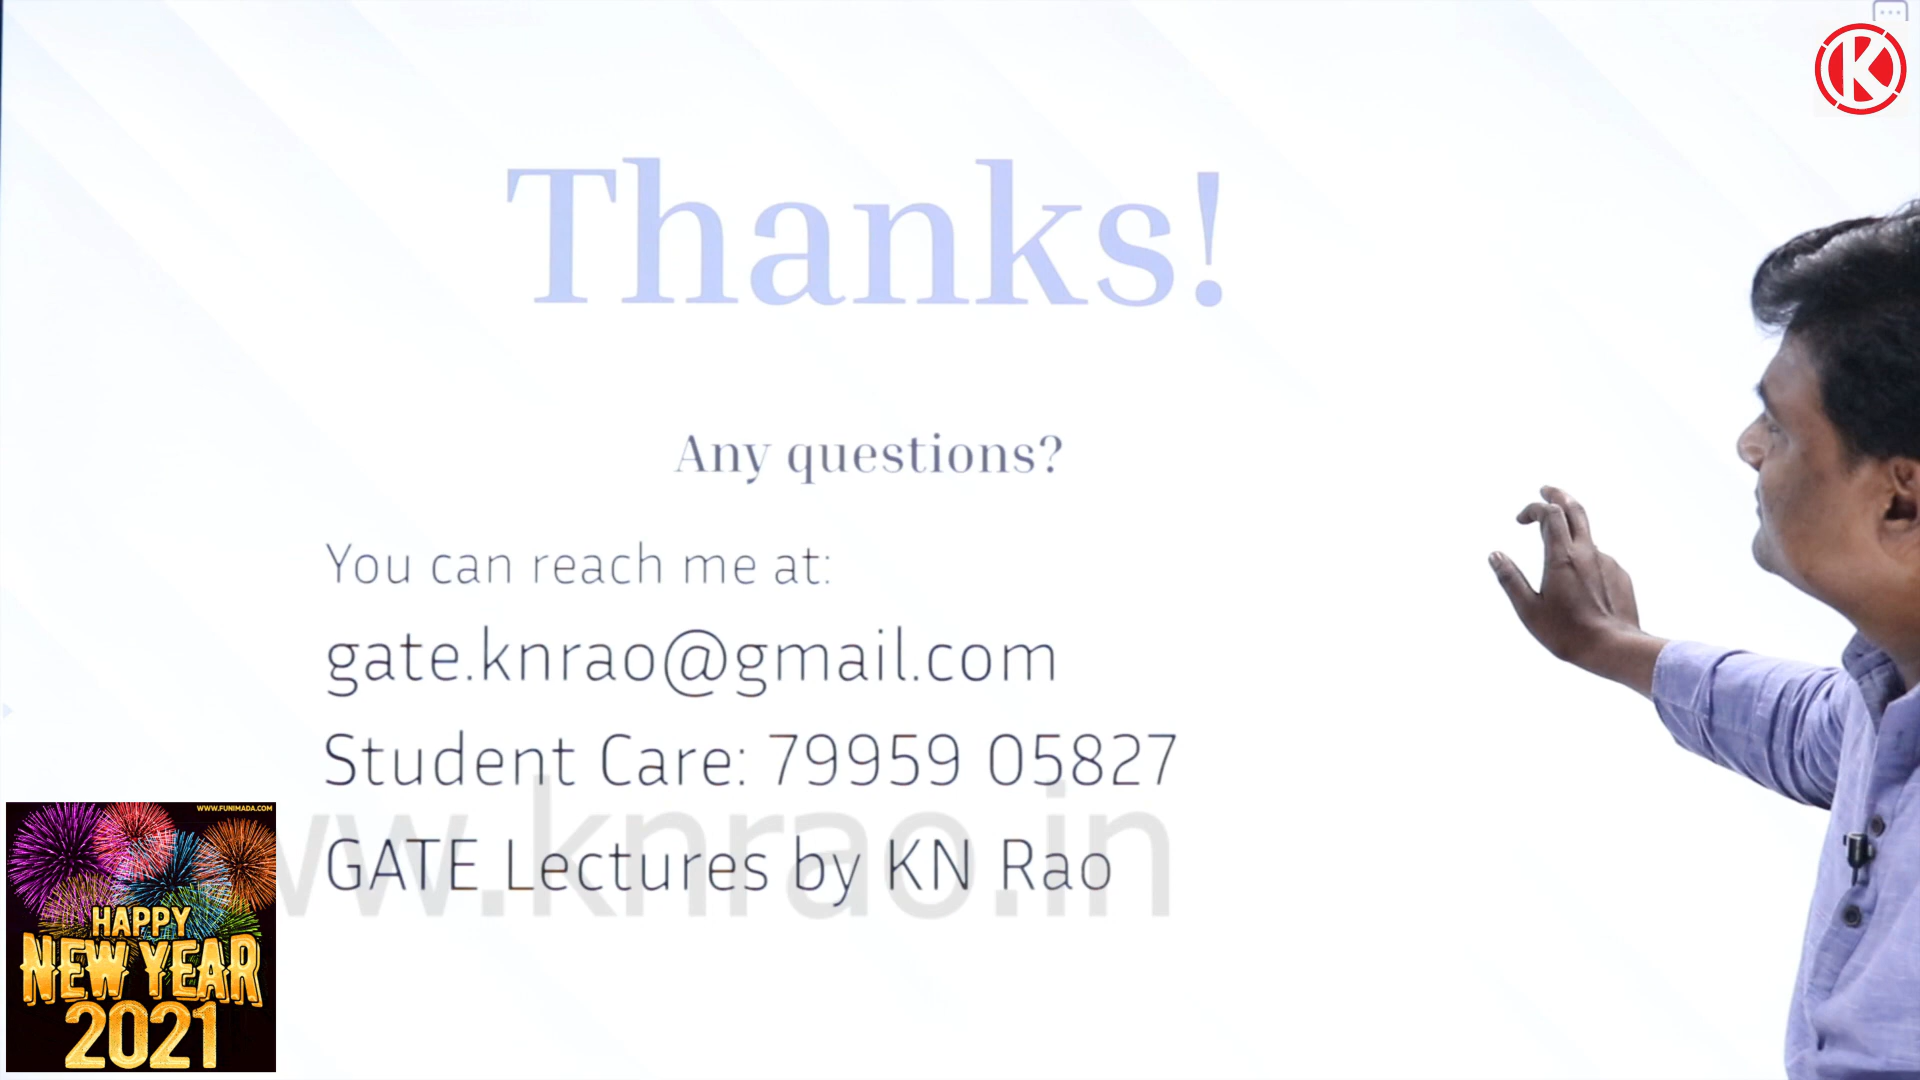 K
Thanks!
Any questions?
You can reach me at:
gate.knrao@gmail.com
Student Care: 79959 05827
GATE Lectures by KN Rao
ww.knrao.in
WWW.FUNIMADA.COM
HAPPY
NEW YEAR
2021